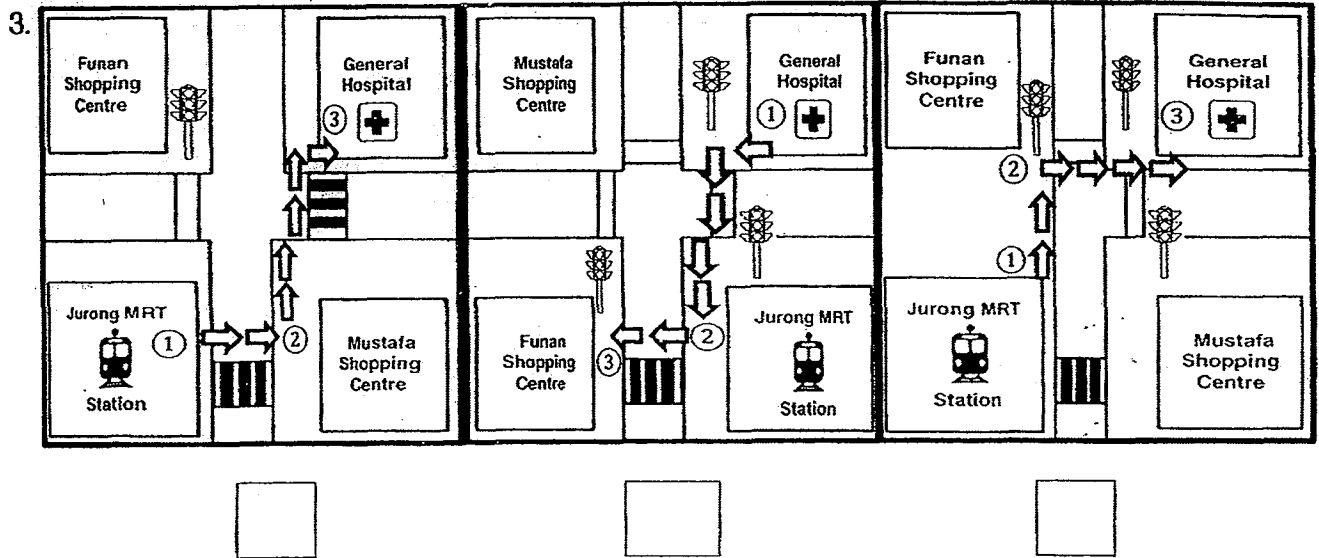 3.
Funan
Shopping
Centre
General
Hospital
3
Jurong MRT
1
Station
2
Mustafa
Shopping
Centre
Mustafa
Shopping
Centre
General
Hospital
1
Funan
Shopping
Centre
3
2
Jurong MRT
Station
Funan
Shopping
Centre
General
Hospital
3
2
1
Jurong MRT
Station
Mustafa
Shopping
Centre